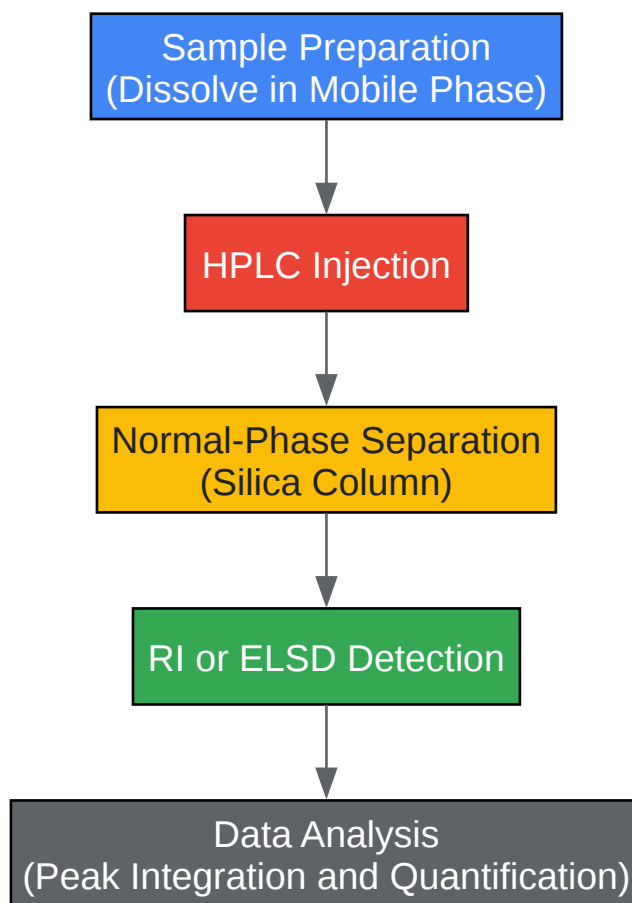 Sample Preparation
(Dissolve in Mobile Phase)
HPLC Injection
Normal-Phase Separation
(Silica Column)
RI or ELSD Detection
Data Analysis
(Peak Integration and Quantification)